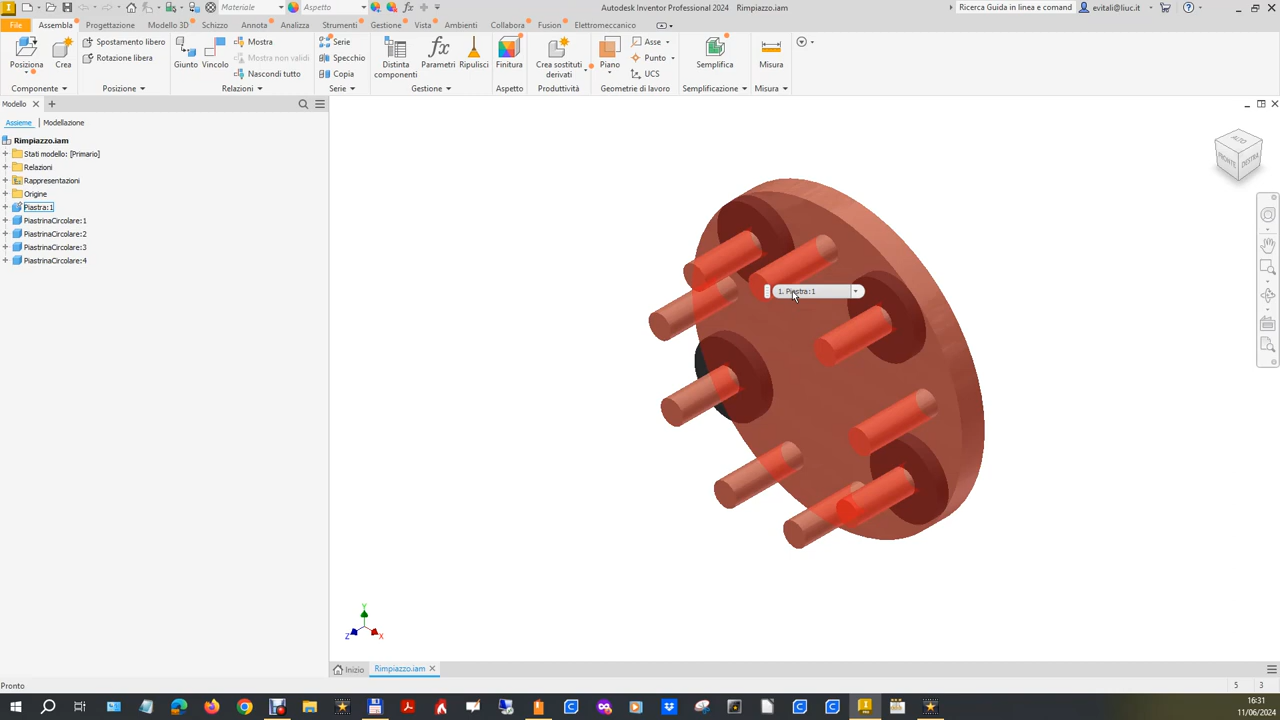 Materiale
Aspetto
Autodesk Inventor Professional 2024 Rimpiazzo.iam
Ricerca Guida in linea e comandi
evitali@liuc.it
File
Assembla
Progettazione
Modello 3D
Schizzo
Annota
Analizza
Strumenti
Gestione
Vista
Ambienti
Collabora
Fusion
Elettromeccanico
Posiziona
Crea
Spostamento libero
Rotazione libera
Giunto
Vincolo
Mostra
Mostra non validi
Nascondi tutto
Serie
Specchio
Copia
Distinta componenti
Parametri
Ripulisci
Finitura
Crea sostituti derivati
Piano
Asse
Punto
UCS
Semplifica
Misura
Componente
Posizione
Relazioni
Serie
Gestione
Aspetto
Produttività
Geometrie di lavoro
Semplificazione
Misura
Modello
Assieme
Modellazione
Rimpiazzo.iam
Stati modello: [Primario]
Relazioni
Rappresentazioni
Origine
Piastra:1
PiastrinaCircolare:1
PiastrinaCircolare:2
PiastrinaCircolare:3
PiastrinaCircolare:4
ALTO
FRONTE
DESTRA
1. Piastra:1
Y
Z
X
Inizio
Rimpiazzo.iam
Pronto
5
3
16:31
11/06/2024